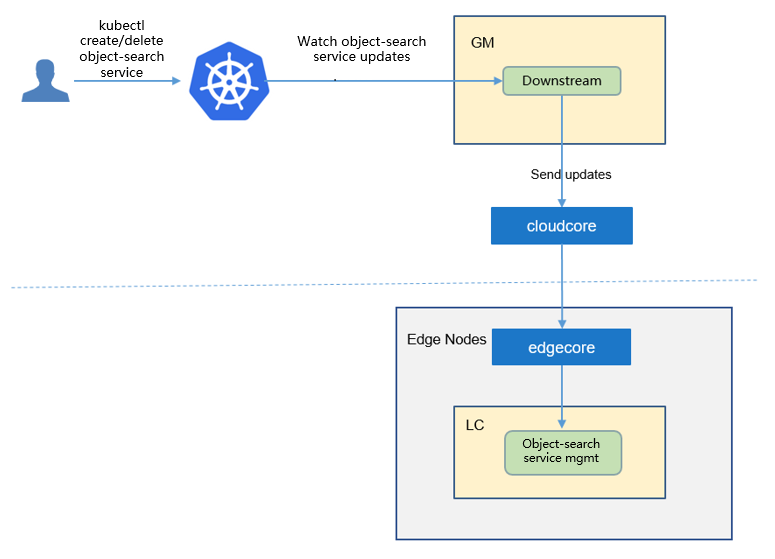 kubectl
create/delete
object-search
service
Watch object-search
service updates
GM
Downstream
Send updates
cloudcore
Edge Nodes
edgecore
LC
Object-search
service mgmt